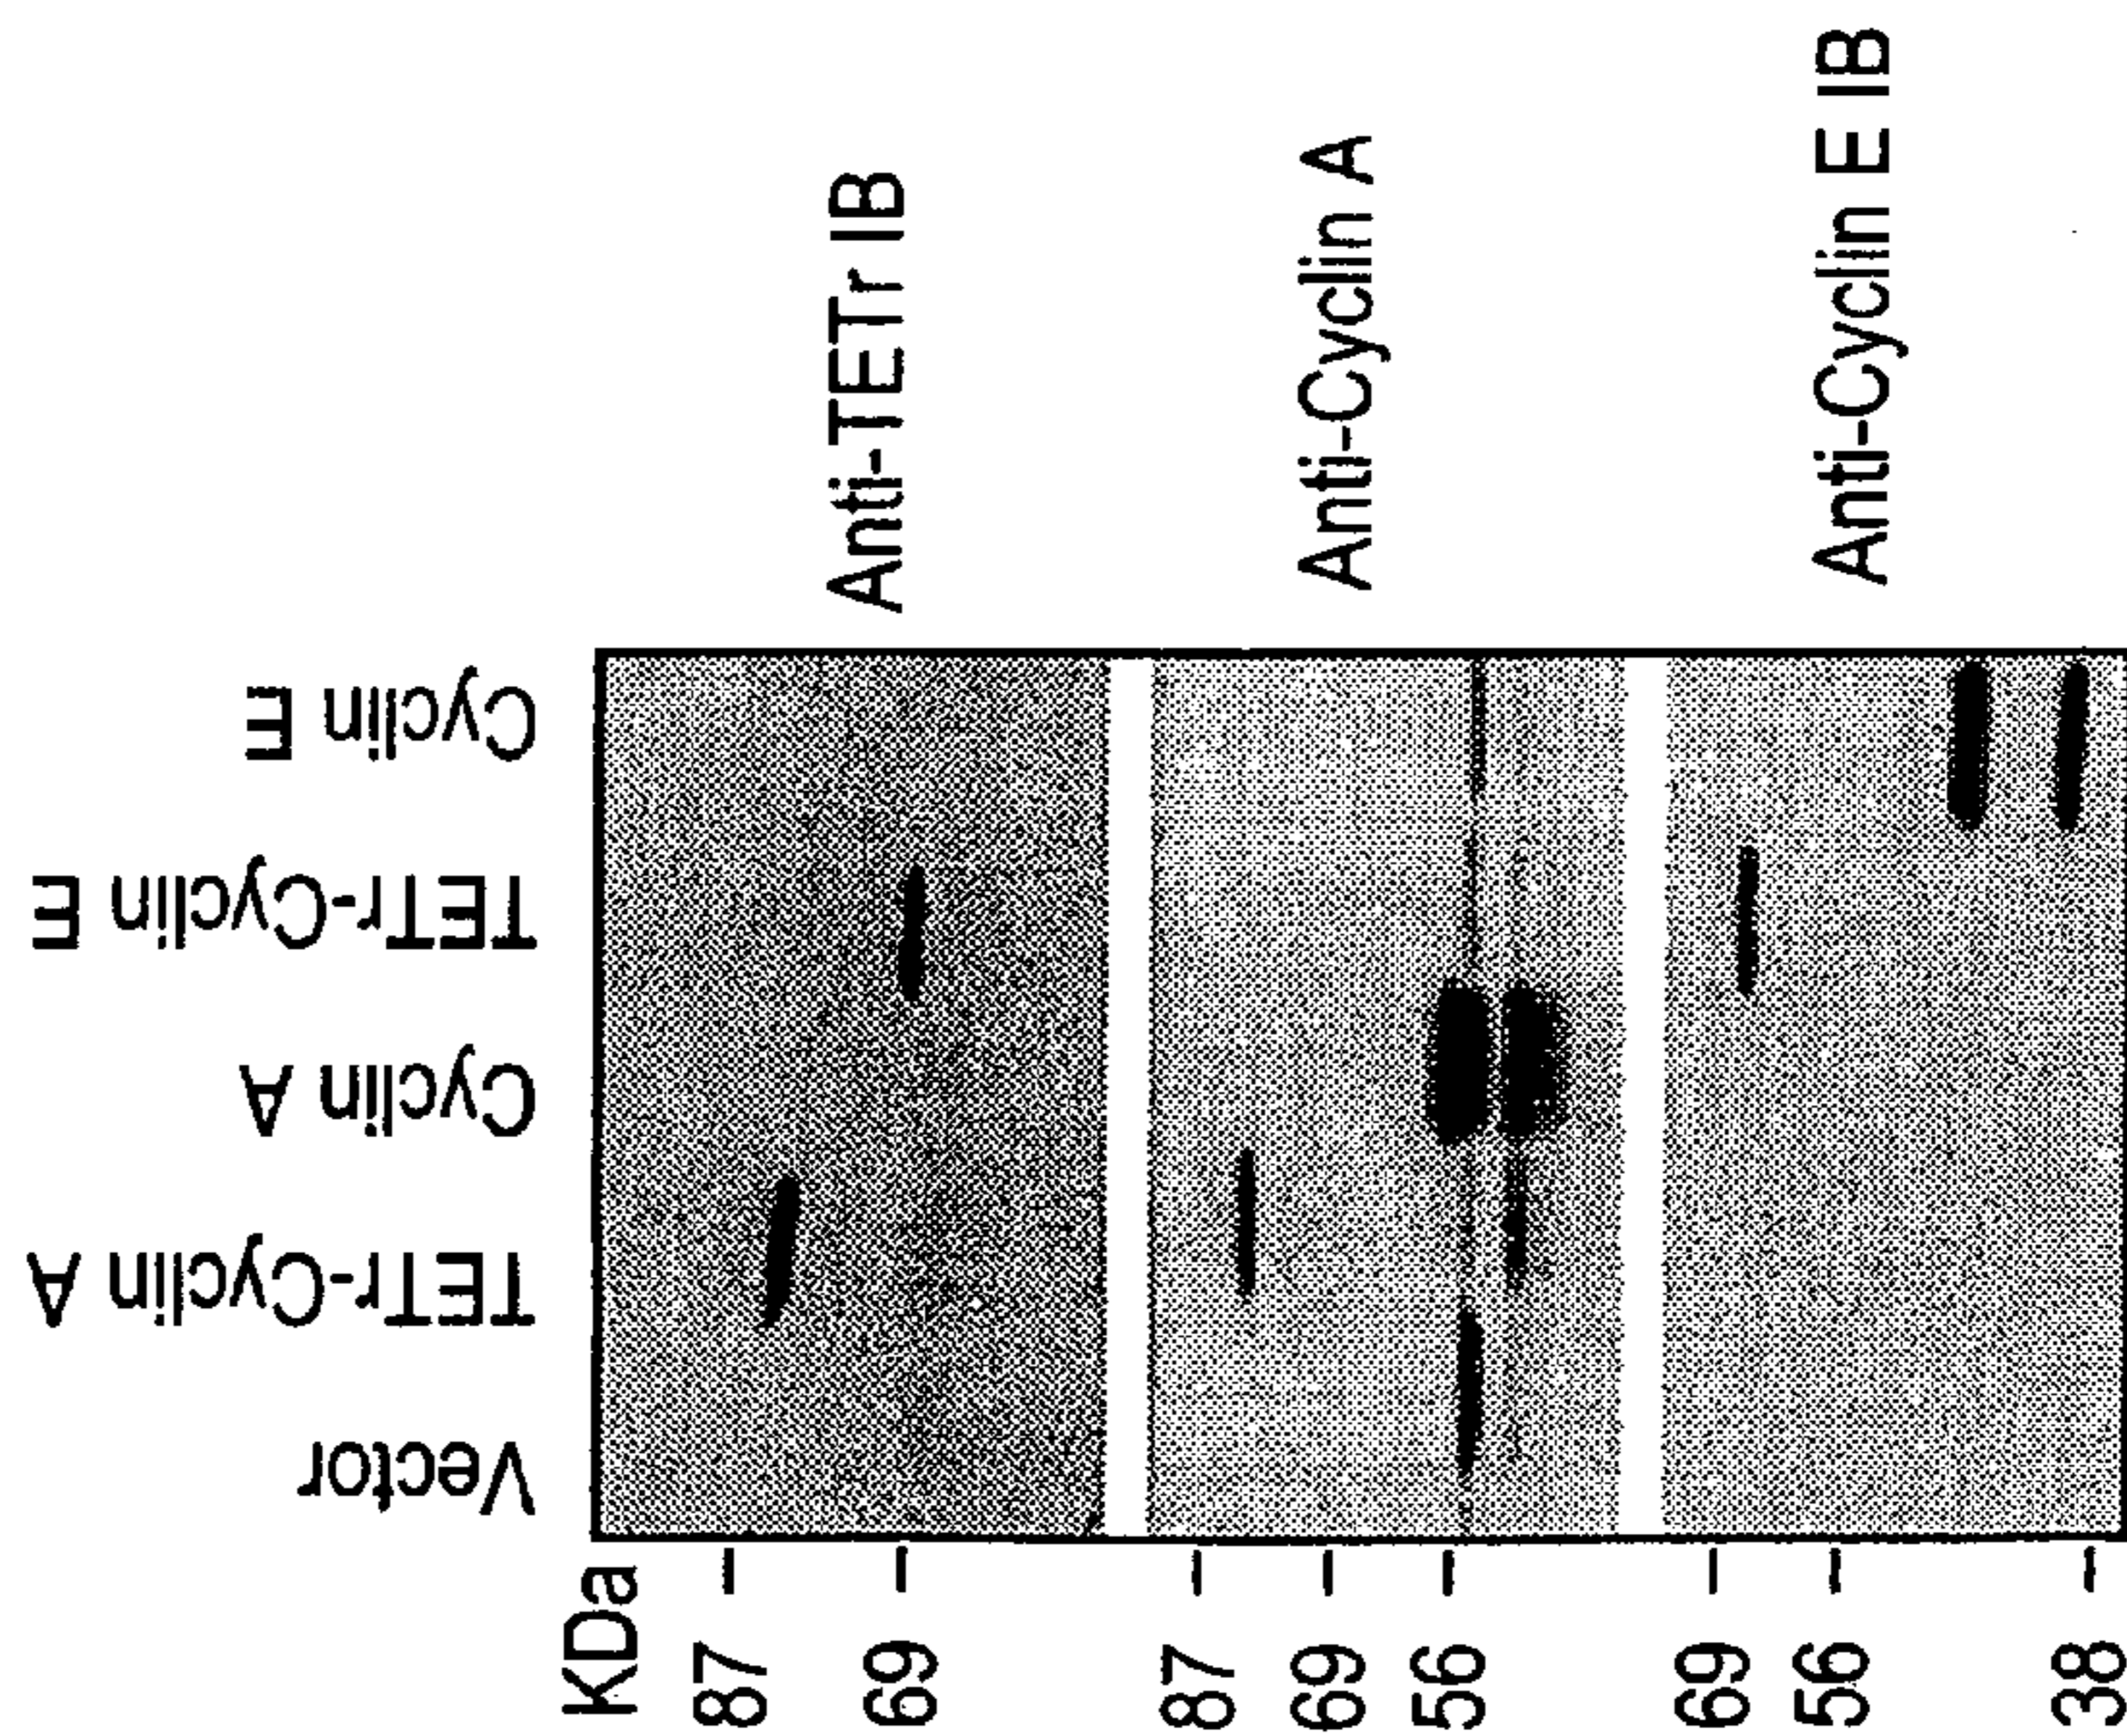 Vector
TETr-Cyclin A
Cyclin A
TETr-Cyclin E
Cyclin E
KDa
87
69
Anti-TETr IB
87
69
56
Anti-Cyclin A
69
56
38
Anti-Cyclin E IB